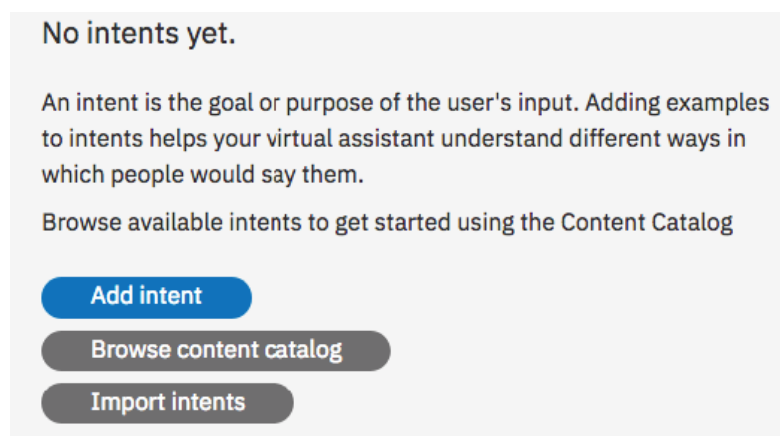 No intents yet.
An intent is the goal or purpose of the user's input. Adding examples
to intents helps your virtual assistant understand different ways in
which people would say them.
Browse available intents to get started using the Content Catalog
Add intent
Browse content catalog
Import intents